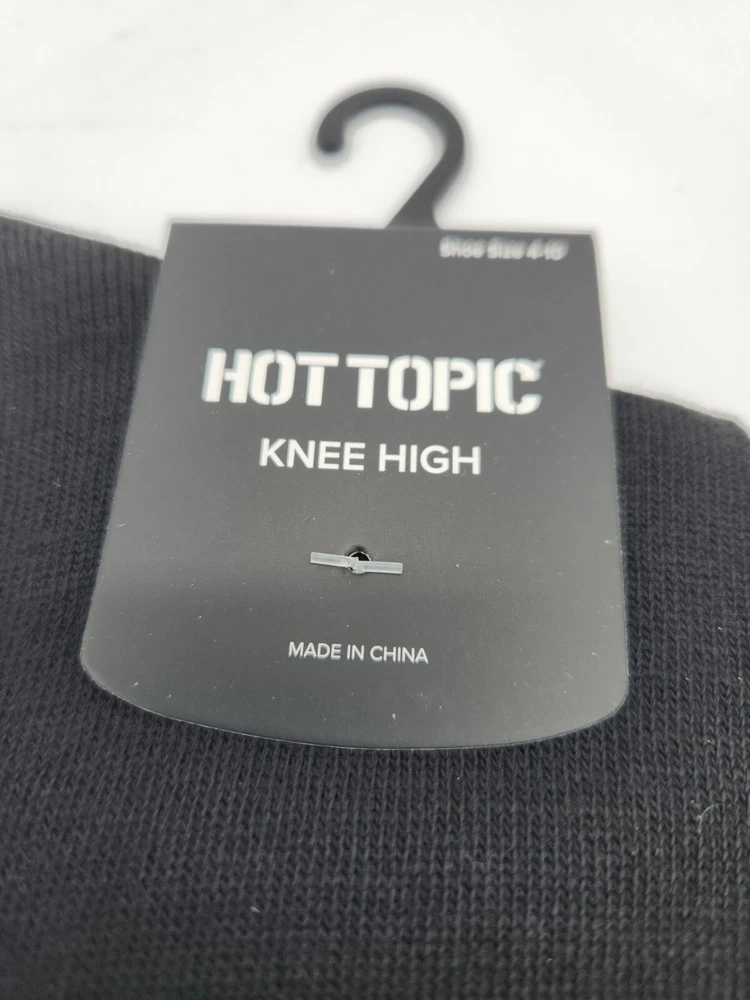 Shoe Size 4-10
HOT TOPIC
KNEE HIGH
MADE IN CHINA